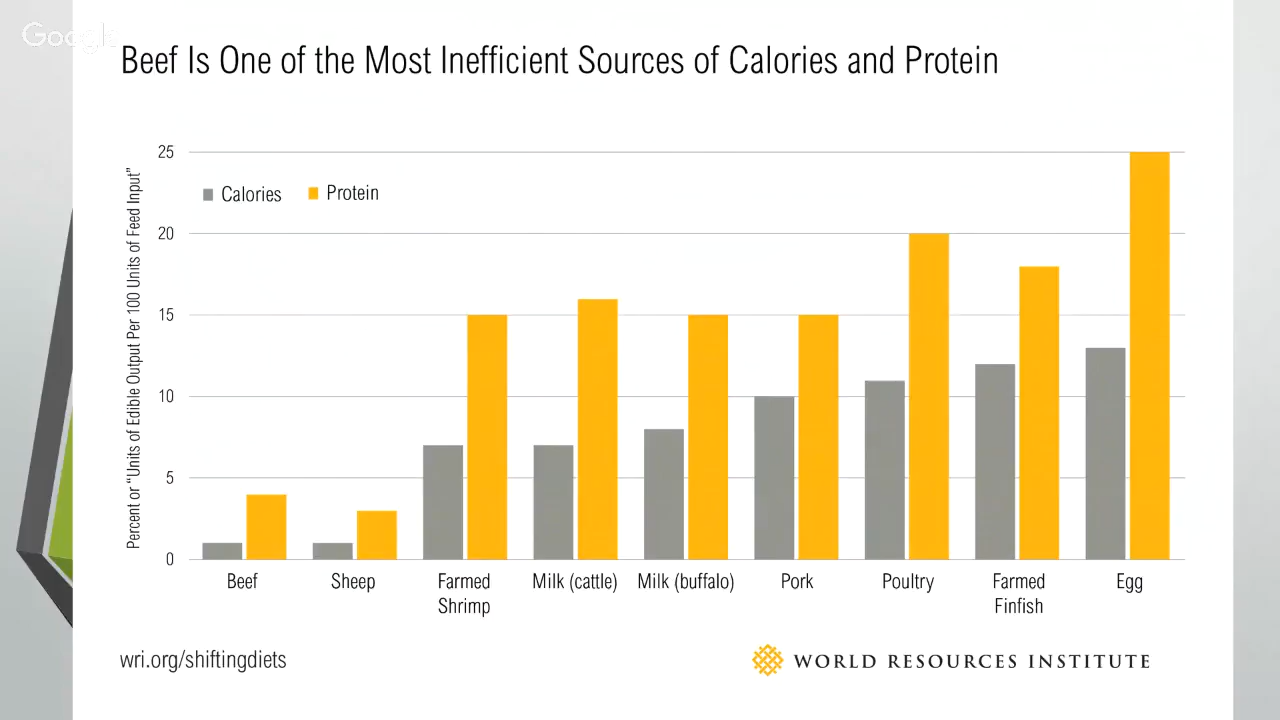 Google
Beef Is One of the Most Inefficient Sources of Calories and Protein
Percent or “Units of Edible Output Per 100 Units of Feed Input”
25
20
15
10
5
0
Calories
Protein
Beef
Sheep
Farmed
Shrimp
Milk (cattle)
Milk (buffalo)
Pork
Poultry
Farmed
Finfish
Egg
wri.org/shiftingdiets
WORLD RESOURCES INSTITUTE